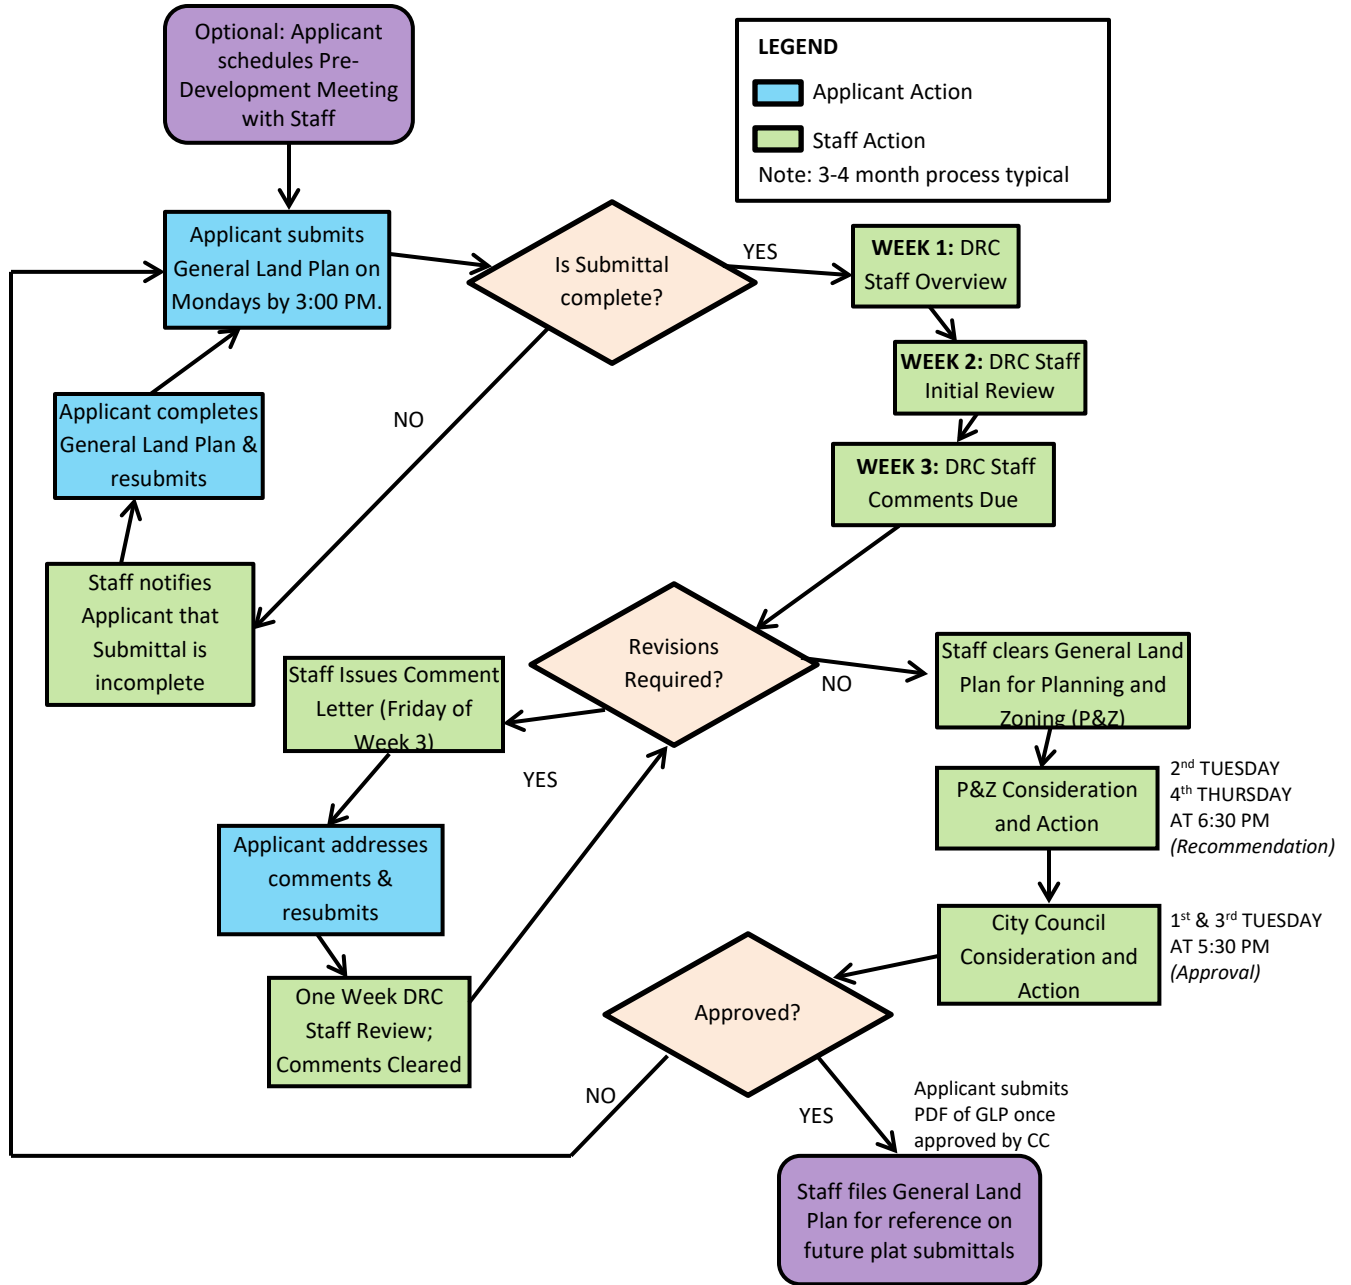 Optional: Applicant
schedules Pre-
Development Meeting
with Staff
LEGEND
Applicant Action
Staff Action
Note: 3-4 month process typical
Applicant submits
General Land Plan on
Mondays by 3:00 PM.
Is Submittal
complete?
YES
WEEK 1: DRC
Staff Overview
WEEK 2: DRC Staff
Initial Review
NO
Applicant completes
General Land Plan &
resubmits
WEEK 3: DRC Staff
Comments Due
Staff notifies
Applicant that
Submittal is
incomplete
Revisions
Required?
NO
Staff clears General Land
Plan for Planning and
Zoning (P&Z)
Staff Issues Comment
Letter (Friday of
Week 3)
YES
P&Z Consideration
and Action
2nd TUESDAY
4th THURSDAY
AT 6:30 PM
(Recommendation)
Applicant addresses
comments &
resubmits
City Council
Consideration and
Action
1st & 3rd TUESDAY
AT 5:30 PM
(Approval)
One Week DRC
Staff Review;
Comments Cleared
Approved?
NO
YES
Applicant submits
PDF of GLP once
approved by CC
Staff files General Land
Plan for reference on
future plat submittals